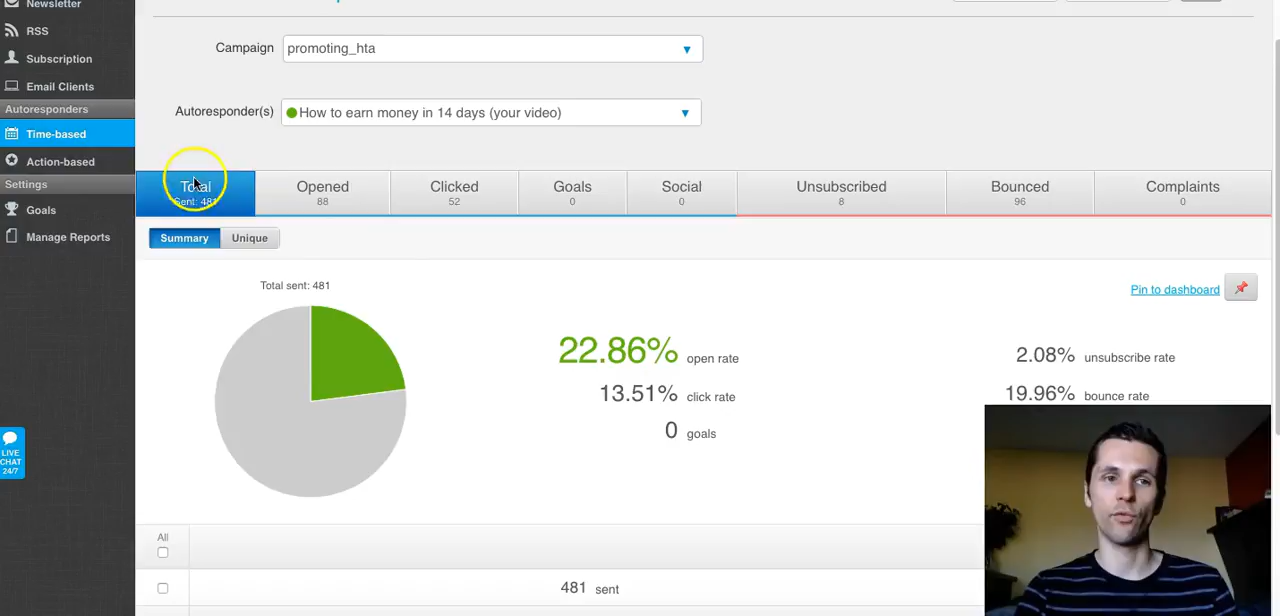 Newsletter
RSS
Subscription
Email Clients
Autoresponders
Time-based
Action-based
Settings
Goals
Manage Reports
LIVE
CHAT
24/7
Campaign promoting_hta
Autoresponder(s) How to earn money in 14 days (your video)
Total Opened Clicked Goals Social Unsubscribed Bounced Complaints
Sent: 481 88 52 0 0 8 96 0
Summary Unique
Total sent: 481
Pin to dashboard
22.86% open rate 2.08% unsubscribe rate
13.51% click rate 19.96% bounce rate
0 goals
All
481 sent